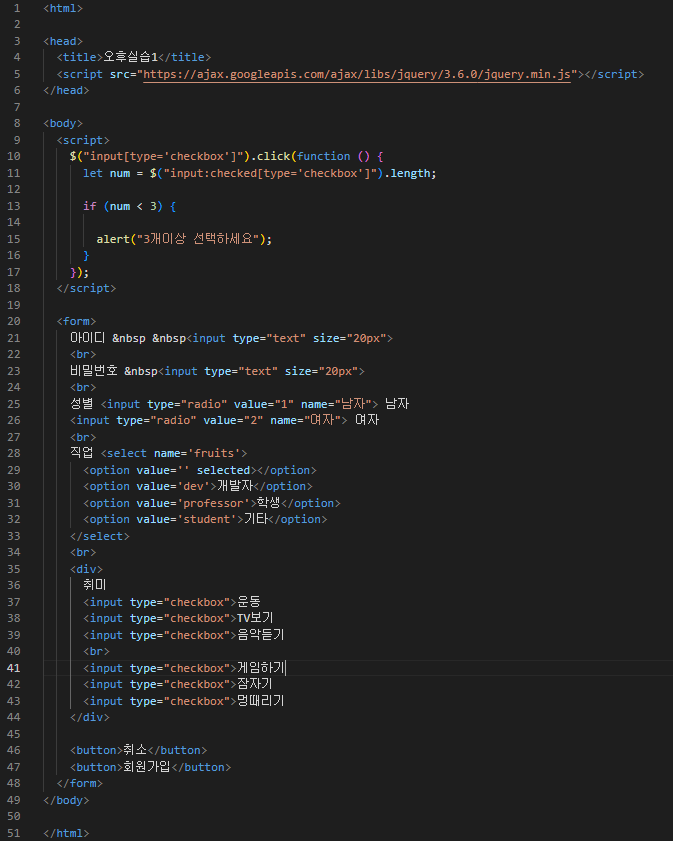 1 <html>
2
3 <head>
4   <title>오후실습1</title>
5   <script src="https://ajax.googleapis.com/ajax/libs/jquery/3.6.0/jquery.min.js"></script>
6 </head>
7
8 <body>
9   <script>
10     $("input[type='checkbox']").click(function () {
11       let num = $("input:checked[type='checkbox']").length;
12
13       if (num < 3) {
14
15         alert("3개이상 선택하세요");
16       }
17     });
18   </script>
19
20   <form>
21     아이디 &nbsp &nbsp<input type="text" size="20px">
22     <br>
23     비밀번호 &nbsp<input type="text" size="20px">
24     <br>
25     성별 <input type="radio" value="1" name="남자"> 남자
26     <input type="radio" value="2" name="여자"> 여자
27     <br>
28     직업 <select name='fruits'>
29       <option value='' selected></option>
30       <option value='dev'>개발자</option>
31       <option value='professor'>학생</option>
32       <option value='student'>기타</option>
33     </select>
34     <br>
35     <div>
36       취미
37       <input type="checkbox">운동
38       <input type="checkbox">TV보기
39       <input type="checkbox">음악듣기
40       <br>
41       <input type="checkbox">게임하기
42       <input type="checkbox">잠자기
43       <input type="checkbox">멍때리기
44     </div>
45
46     <button>취소</button>
47     <button>회원가입</button>
48   </form>
49 </body>
50
51 </html>